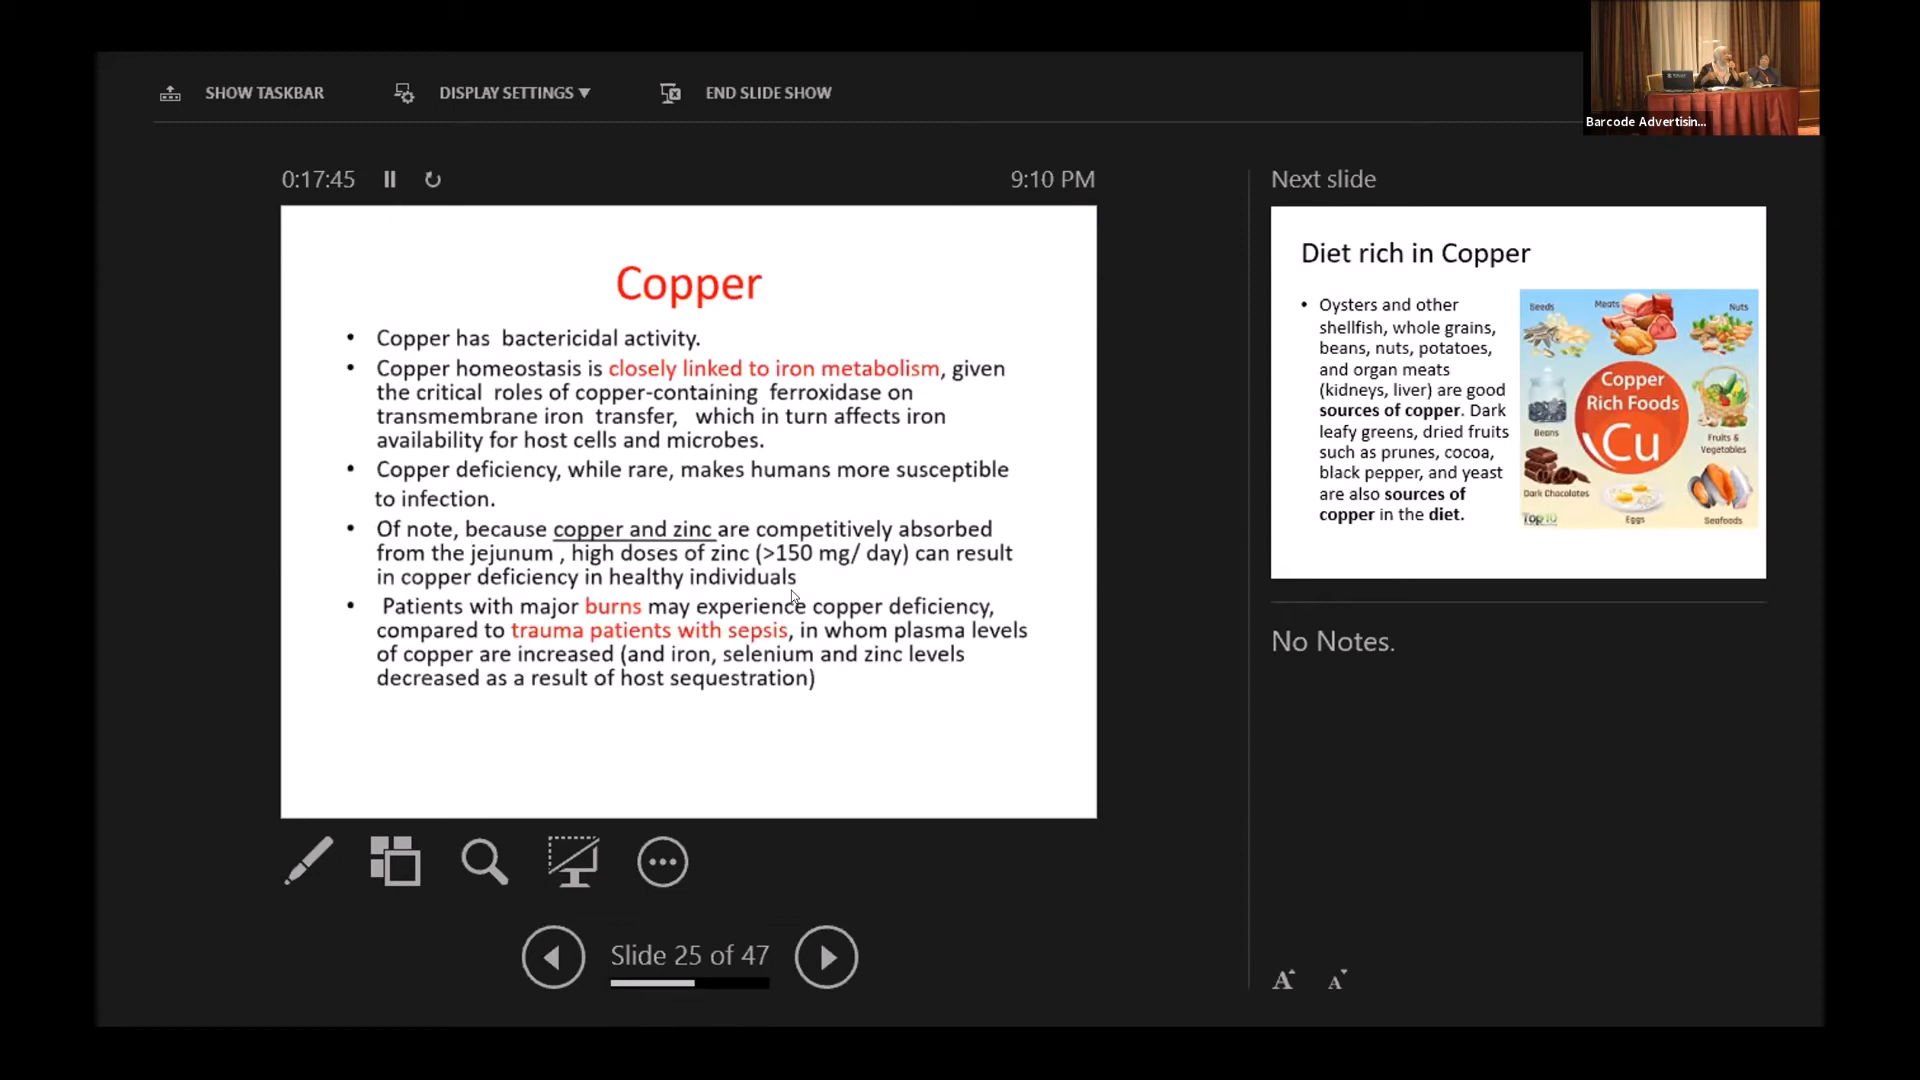 SHOW TASKBAR
DISPLAY SETTINGS
END SLIDE SHOW
Barcode Advertisin...
0:17:45
9:10 PM
Copper
• Copper has bactericidal activity.
• Copper homeostasis is closely linked to iron metabolism, given
the critical roles of copper-containing ferroxidase on
transmembrane iron transfer, which in turn affects iron
availability for host cells and microbes.
• Copper deficiency, while rare, makes humans more susceptible
to infection.
• Of note, because copper and zinc are competitively absorbed
from the jejunum , high doses of zinc (>150 mg/ day) can result
in copper deficiency in healthy individuals
• Patients with major burns may experience copper deficiency,
compared to trauma patients with sepsis, in whom plasma levels
of copper are increased (and iron, selenium and zinc levels
decreased as a result of host sequestration)
Slide 25 of 47
Next slide
Diet rich in Copper
• Oysters and other
shellfish, whole grains,
beans, nuts, potatoes,
and organ meats
(kidneys, liver) are good
sources of copper. Dark
leafy greens, dried fruits
such as prunes, cocoa,
black pepper, and yeast
are also sources of
copper in the diet.
Seeds
Meats
Nuts
Copper
Rich Foods
Cu
Beans
Fruits &
Vegetables
Dark Chocolates
Eggs
Seafoods
Top10
No Notes.
A A